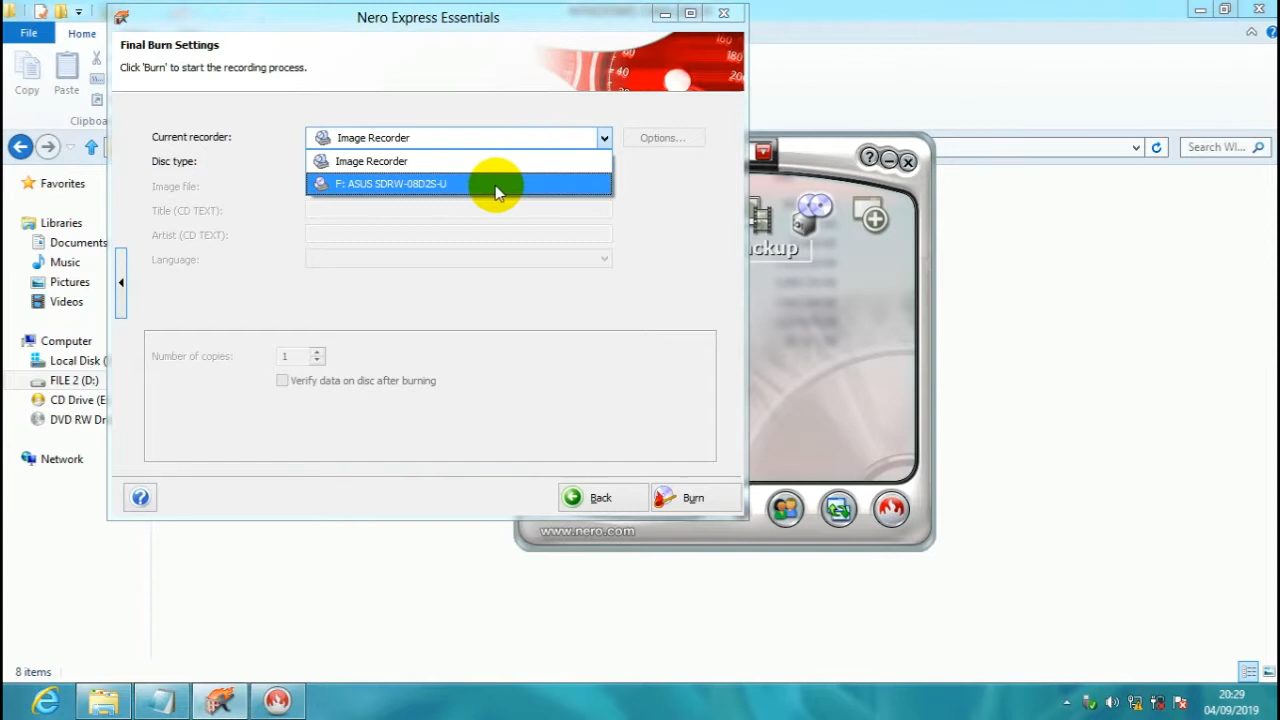 Nero Express Essentials
File
Home
Copy
Paste
Clipboa
Search WI...
Final Burn Settings
Click 'Burn' to start the recording process.
Current recorder:
Image Recorder
Options...
Image Recorder
F: ASUS SDRW-08D2S-U
Disc type:
Image file:
Title (CD TEXT):
Artist (CD TEXT):
Language:
Number of copies:
1
Verify data on disc after burning
Back
Burn
Favorites
Libraries
Documents
Music
Pictures
Videos
Computer
Local Disk (
FILE 2 (D:)
CD Drive (E
DVD RW Dri
Network
ackup
www.nero.com
8 items
20:29
04/09/2019